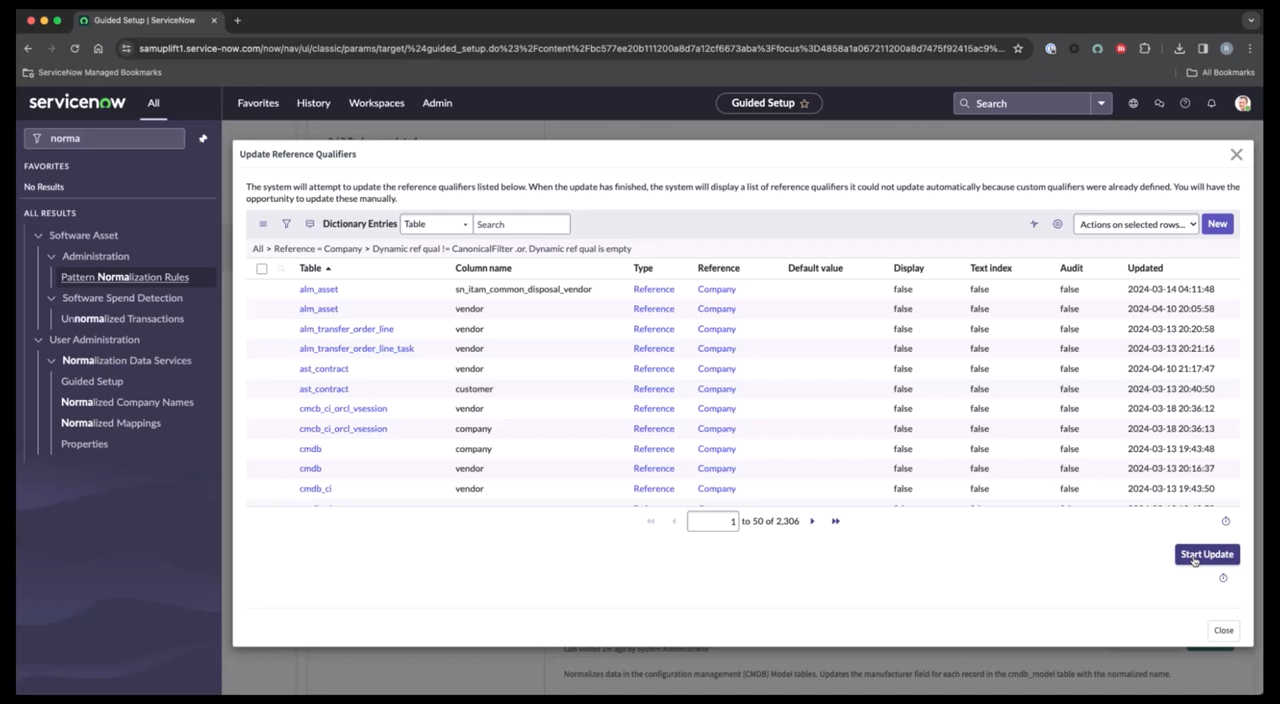 Guided Setup | ServiceNow
samuplift1.service-now.com/now/nav/ui/classic/params/target/%24guided_setup.do%23%2Fcontent%2Fbc577ee20b111200a8d7a12cf6673aba%3Ffocus%3D4858a1a067211200a8d7475f92415ac9%...
ServiceNow Managed Bookmarks
All Bookmarks
servicenow All Favorites History Workspaces Admin Guided Setup Search
norma
FAVORITES
No Results
ALL RESULTS
Software Asset
Administration
Pattern Normalization Rules
Software Spend Detection
Unnormalized Transactions
User Administration
Normalization Data Services
Guided Setup
Normalized Company Names
Normalized Mappings
Properties
Update Reference Qualifiers
The system will attempt to update the reference qualifiers listed below. When the update has finished, the system will display a list of reference qualifiers it could not update automatically because custom qualifiers were already defined. You will have the
opportunity to update these manually.
Dictionary Entries Table Search Actions on selected rows... New
All > Reference = Company > Dynamic ref qual != CanonicalFilter .or. Dynamic ref qual is empty
Table Column name Type Reference Default value Display Text index Audit Updated
alm_asset sn_itam_common_disposal_vendor Reference Company false false false 2024-03-14 04:11:48
alm_asset vendor Reference Company false false false 2024-04-10 20:05:58
alm_transfer_order_line vendor Reference Company false false false 2024-03-13 20:20:58
alm_transfer_order_line_task vendor Reference Company false false false 2024-03-13 20:21:16
ast_contract vendor Reference Company false false false 2024-04-10 21:17:47
ast_contract customer Reference Company false false false 2024-03-13 20:40:50
cmcb_ci_orcl_vsession vendor Reference Company false false false 2024-03-18 20:36:12
cmcb_ci_orcl_vsession company Reference Company false false false 2024-03-18 20:36:13
cmdb company Reference Company false false false 2024-03-13 19:43:48
cmdb vendor Reference Company false false false 2024-03-13 20:16:37
cmdb_ci vendor Reference Company false false false 2024-03-13 19:43:50
1 to 50 of 2,306
Start Update
Close
Last visited 2m ago by System Administrator
Normalizes data in the configuration management (CMDB) Model tables. Updates the manufacturer field for each record in the cmdb_model table with the normalized name.